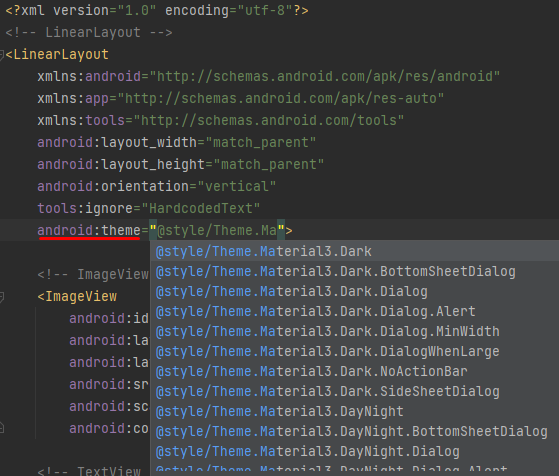 <?xml version="1.0" encoding="utf-8"?>
<!-- LinearLayout -->
<LinearLayout
xmlns:android="http://schemas.android.com/apk/res/android"
xmlns:app="http://schemas.android.com/apk/res-auto"
xmlns:tools="http://schemas.android.com/tools"
android:layout_width="match_parent"
android:layout_height="match_parent"
android:orientation="vertical"
tools:ignore="HardcodedText"
android:theme="@style/Theme.Ma">
@style/Theme.Material3.Dark
@style/Theme.Material3.Dark.BottomSheetDialog
<!-- ImageView
<ImageView
@style/Theme.Material3.Dark.Dialog
android:id
@style/Theme.Material3.Dark.Dialog.Alert
android:la
@style/Theme.Material3.Dark.Dialog.MinWidth
android:la
@style/Theme.Material3.Dark.DialogWhenLarge
android:sr
@style/Theme.Material3.Dark.NoActionBar
android:sc
@style/Theme.Material3.Dark.SideSheetDialog
android:co
@style/Theme.Material3.DayNight
@style/Theme.Material3.DayNight.BottomSheetDialog
@style/Theme.Material3.DayNight.Dialog
<!-- TextView
@style/Theme.Material3.DayNight.Dialog.Alert